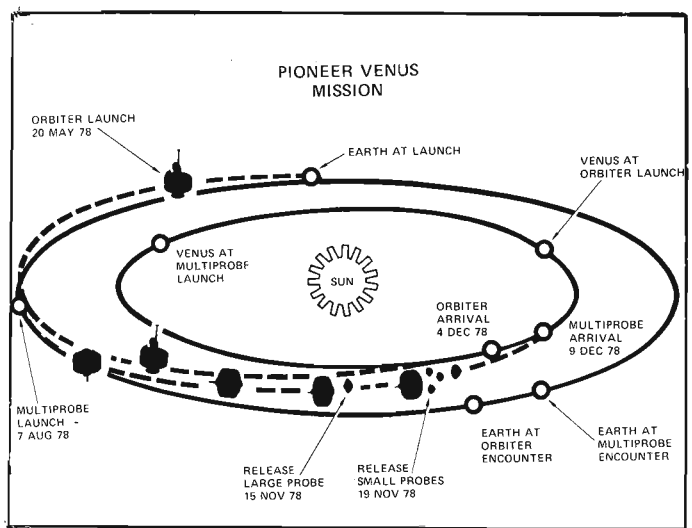 PIONEER VENUS
MISSION
ORBITER LAUNCH
20 MAY 78
EARTH AT LAUNCH
VENUS AT
ORBITER LAUNCH
VENUS AT
MULTIPROBE
LAUNCH
SUN
ORBITER
ARRIVAL
4 DEC 78
MULTIPROBE
ARRIVAL
9 DEC 78
MULTIPROBE
LAUNCH -
7 AUG 78
RELEASE
LARGE PROBE
15 NOV 78
RELEASE
SMALL PROBES
19 NOV 78
EARTH AT
ORBITER
ENCOUNTER
EARTH AT
MULTIPROBE
ENCOUNTER